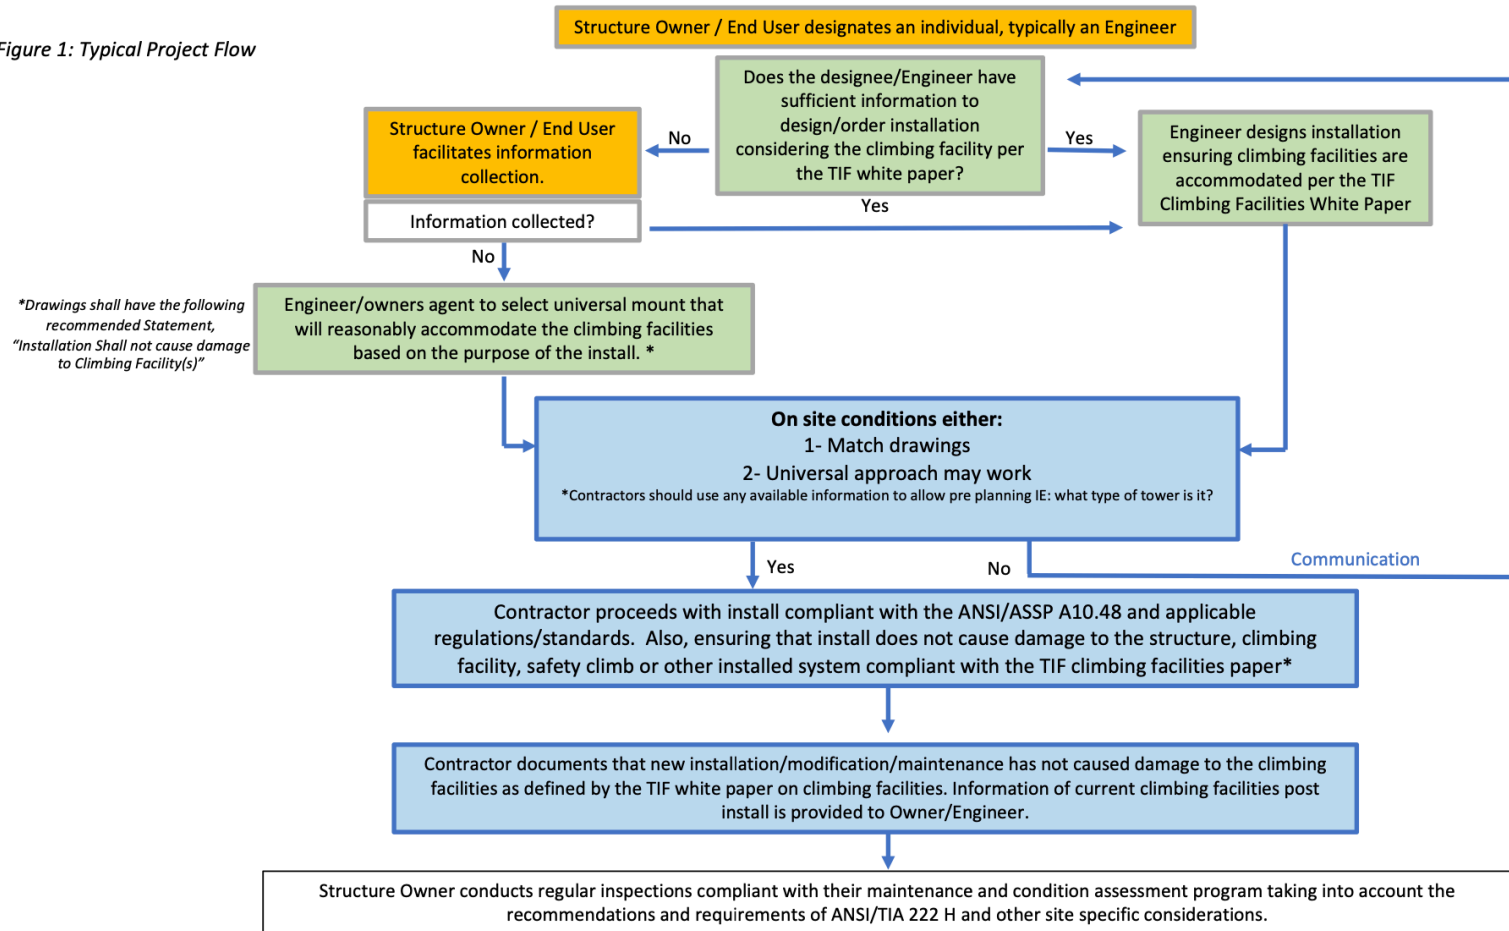 Structure Owner / End User designates an individual, typically an Engineer
Figure 1: Typical Project Flow
Does the designee/Engineer have
sufficient information to
design/order installation
considering the climbing facility per
the TIF white paper?
No
Yes
Structure Owner / End User
facilitates information
collection.
Engineer designs installation
ensuring climbing facilities are
accommodated per the TIF
Climbing Facilities White Paper
Information collected?
Yes
No
*Drawings shall have the following
recommended Statement,
“Installation Shall not cause damage
to Climbing Facility(s)”
Engineer/owners agent to select universal mount that
will reasonably accommodate the climbing facilities
based on the purpose of the install. *
On site conditions either:
1- Match drawings
2- Universal approach may work
*Contractors should use any available information to allow pre planning IE: what type of tower is it?
Yes
No
Communication
Contractor proceeds with install compliant with the ANSI/ASSP A10.48 and applicable
regulations/standards.  Also, ensuring that install does not cause damage to the structure, climbing
facility, safety climb or other installed system compliant with the TIF climbing facilities paper*
Contractor documents that new installation/modification/maintenance has not caused damage to the climbing
facilities as defined by the TIF white paper on climbing facilities. Information of current climbing facilities post
install is provided to Owner/Engineer.
Structure Owner conducts regular inspections compliant with their maintenance and condition assessment program taking into account the
recommendations and requirements of ANSI/TIA 222 H and other site specific considerations.